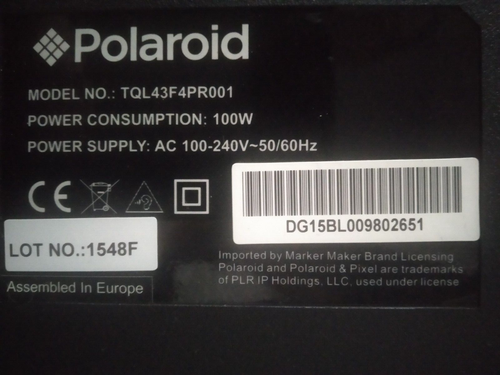 Polaroid
MODEL NO.: TQL43F4PR001
POWER CONSUMPTION: 100W
POWER SUPPLY: AC 100-240V~50/60Hz
CE
DG15BL009802651
LOT NO.:1548F
Imported by Marker Maker Brand Licensing
Polaroid and Polaroid & Pixel are trademarks
of PLR IP Holdings, LLC, used under license
Assembled In Europe